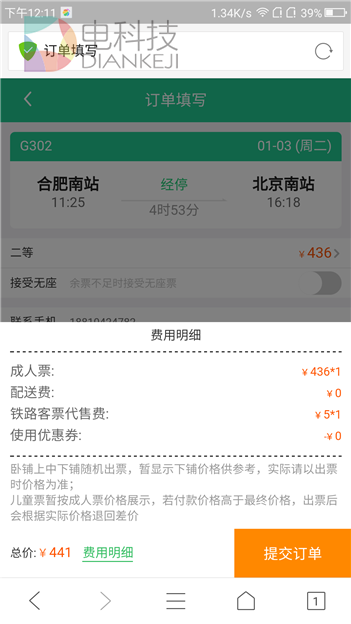 下午12:11
1.34K/s
39%
电科技
DIANKEJI
订单填写
订单填写
G302
01-03 (周二)
合肥南站
经停
北京南站
11:25
4时53分
16:18
二等
¥436
接受无座
余票不足时接受无座票
费用明细
成人票:
¥436*1
配送费:
¥0
铁路客票代售费:
¥5*1
使用优惠券:
-¥0
卧铺上中下铺随机出票，暂显示下铺价格供参考，实际请以出票时价格为准；
儿童票暂按成人票价格展示，若付款价格高于最终价格，出票后会根据实际价格退回差价
总价:¥441
费用明细
提交订单
1